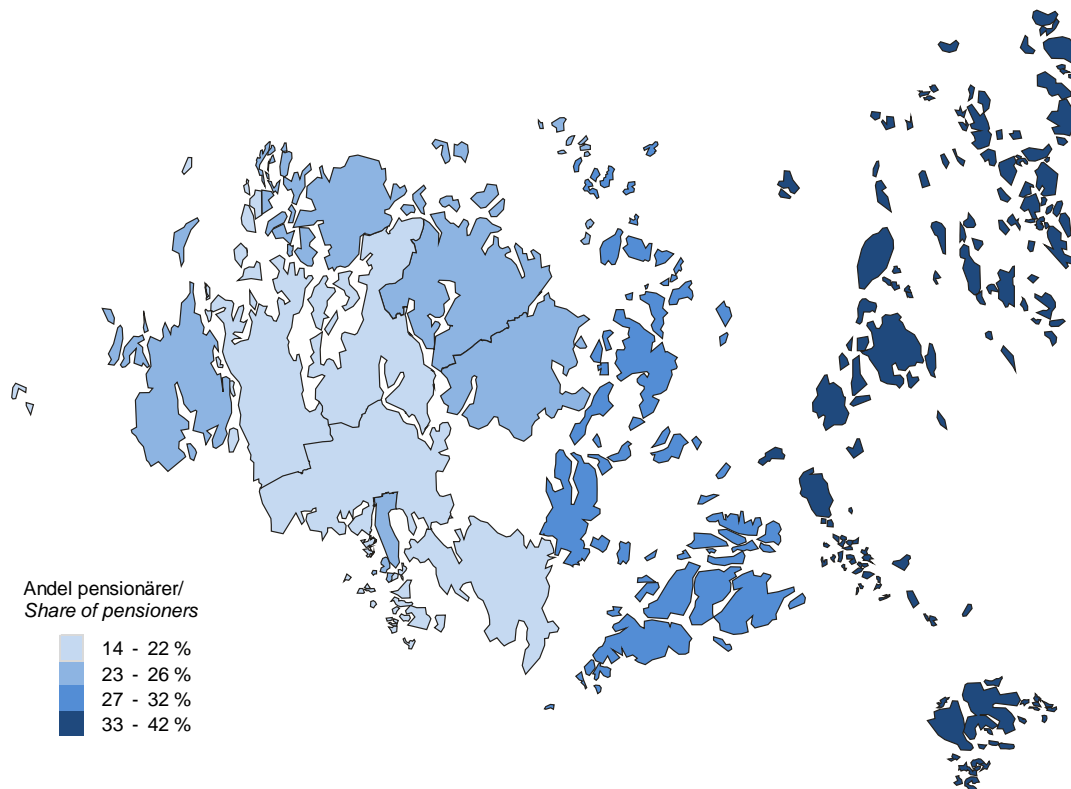 Andel pensionärer/
Share of pensioners
14 - 22 %
23 - 26 %
27 - 32 %
33 - 42 %